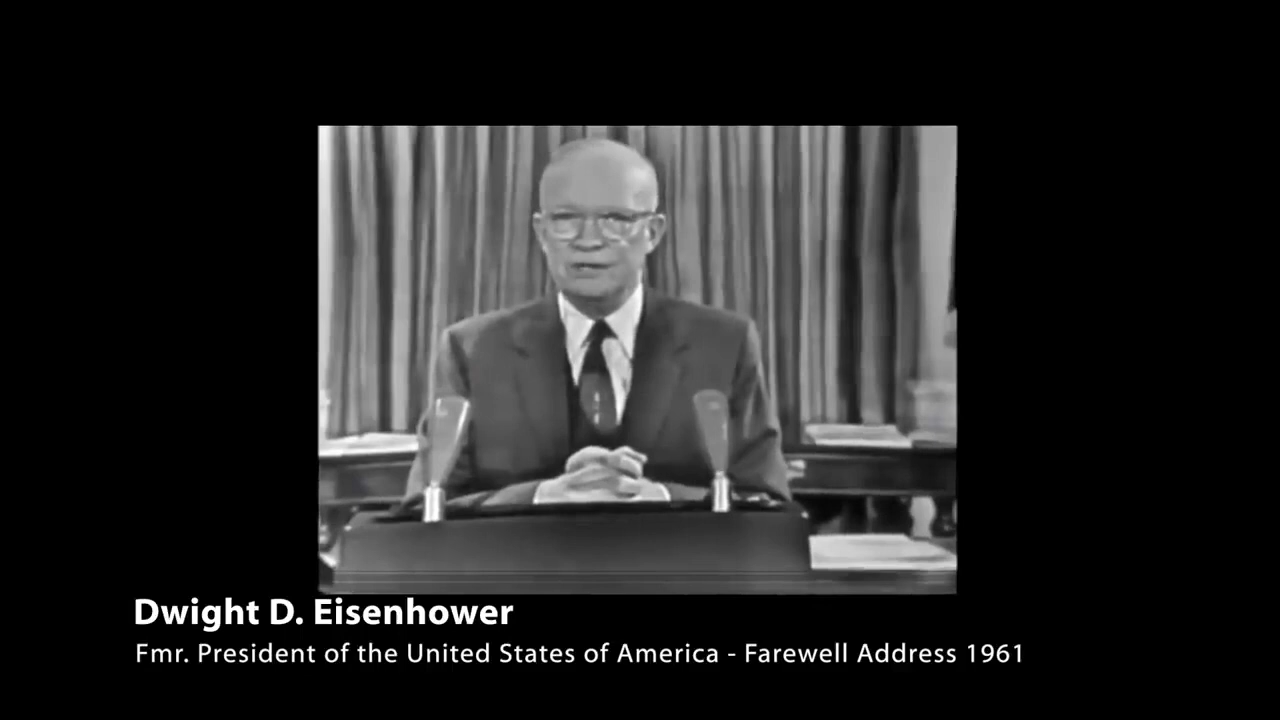 Dwight D. Eisenhower
Fmr. President of the United States of America - Farewell Address 1961